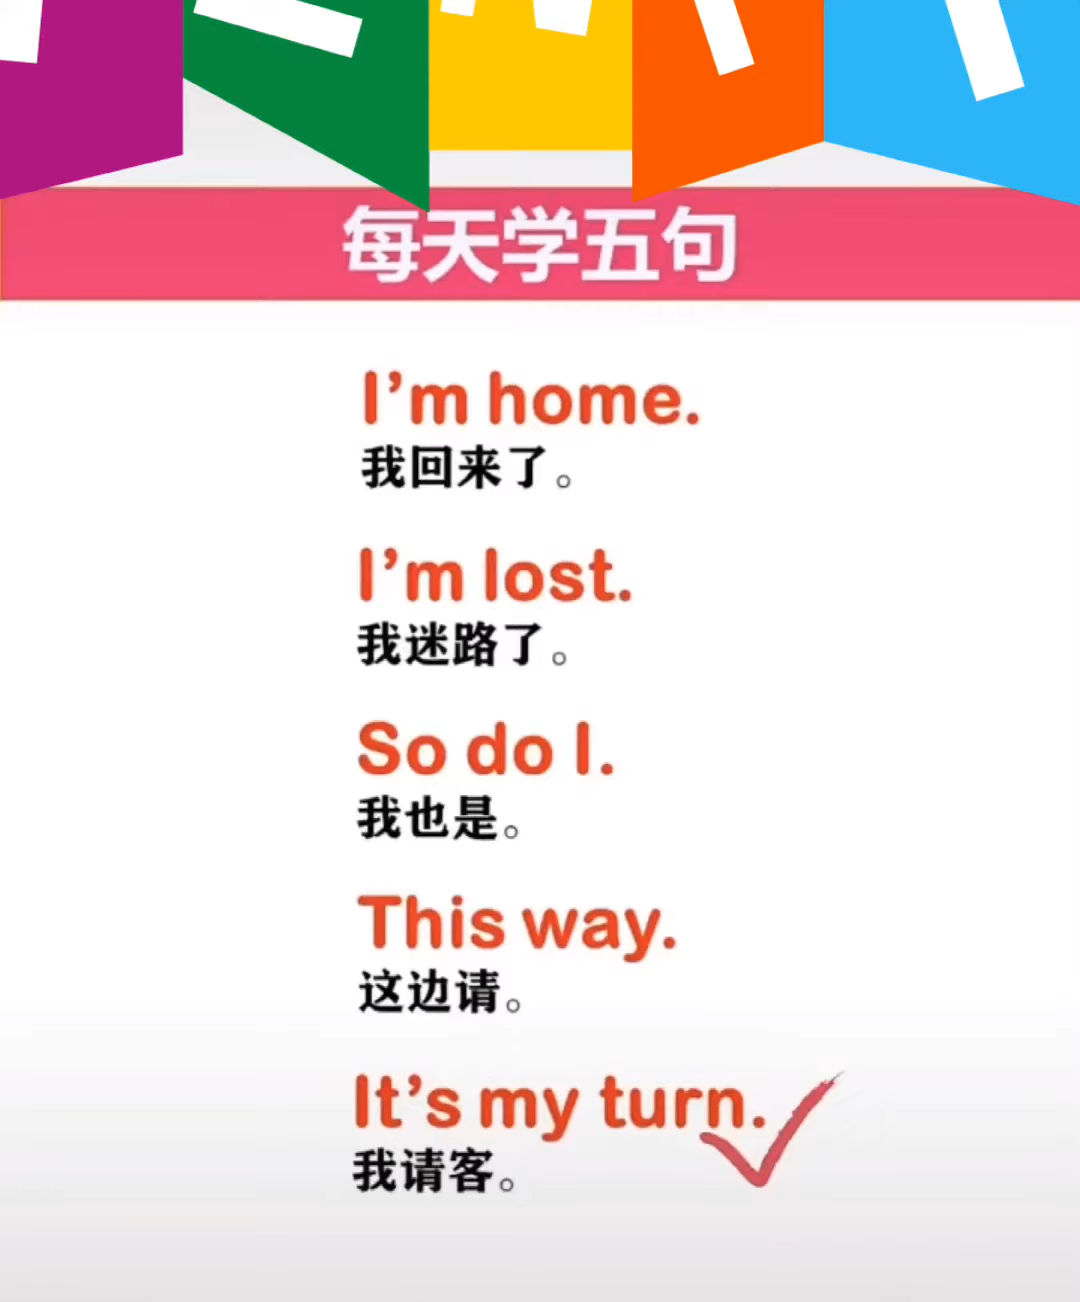 每天学五句
I'm home.
我回来了。
I'm lost.
我迷路了。
So do I.
我也是。
This way.
这边请。
It's my turn.
我请客。